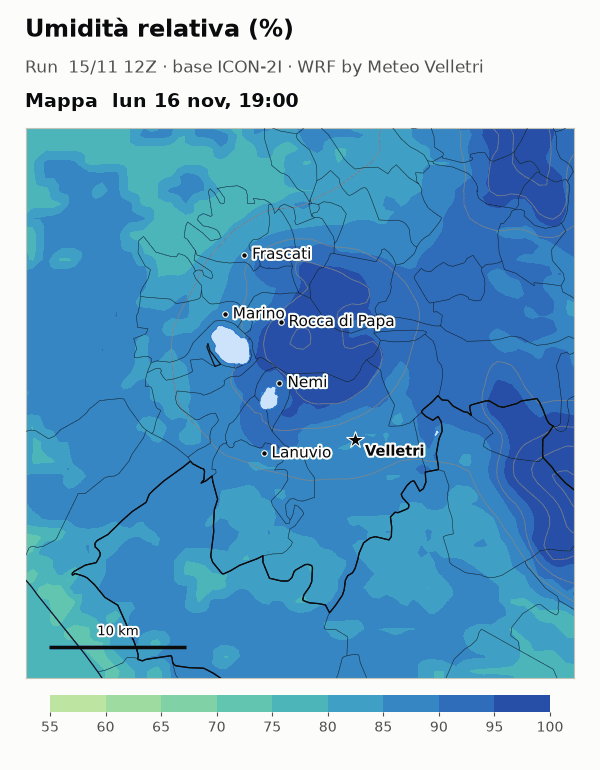 Umidità relativa (%)
Run  15/11 12Z · base ICON-2I · WRF by Meteo Velletri
Mappa  lun 16 nov, 19:00
Frascati
Marino
Rocca di Papa
Nemi
Velletri
Lanuvio
10 km
55 60 65 70 75 80 85 90 95 100